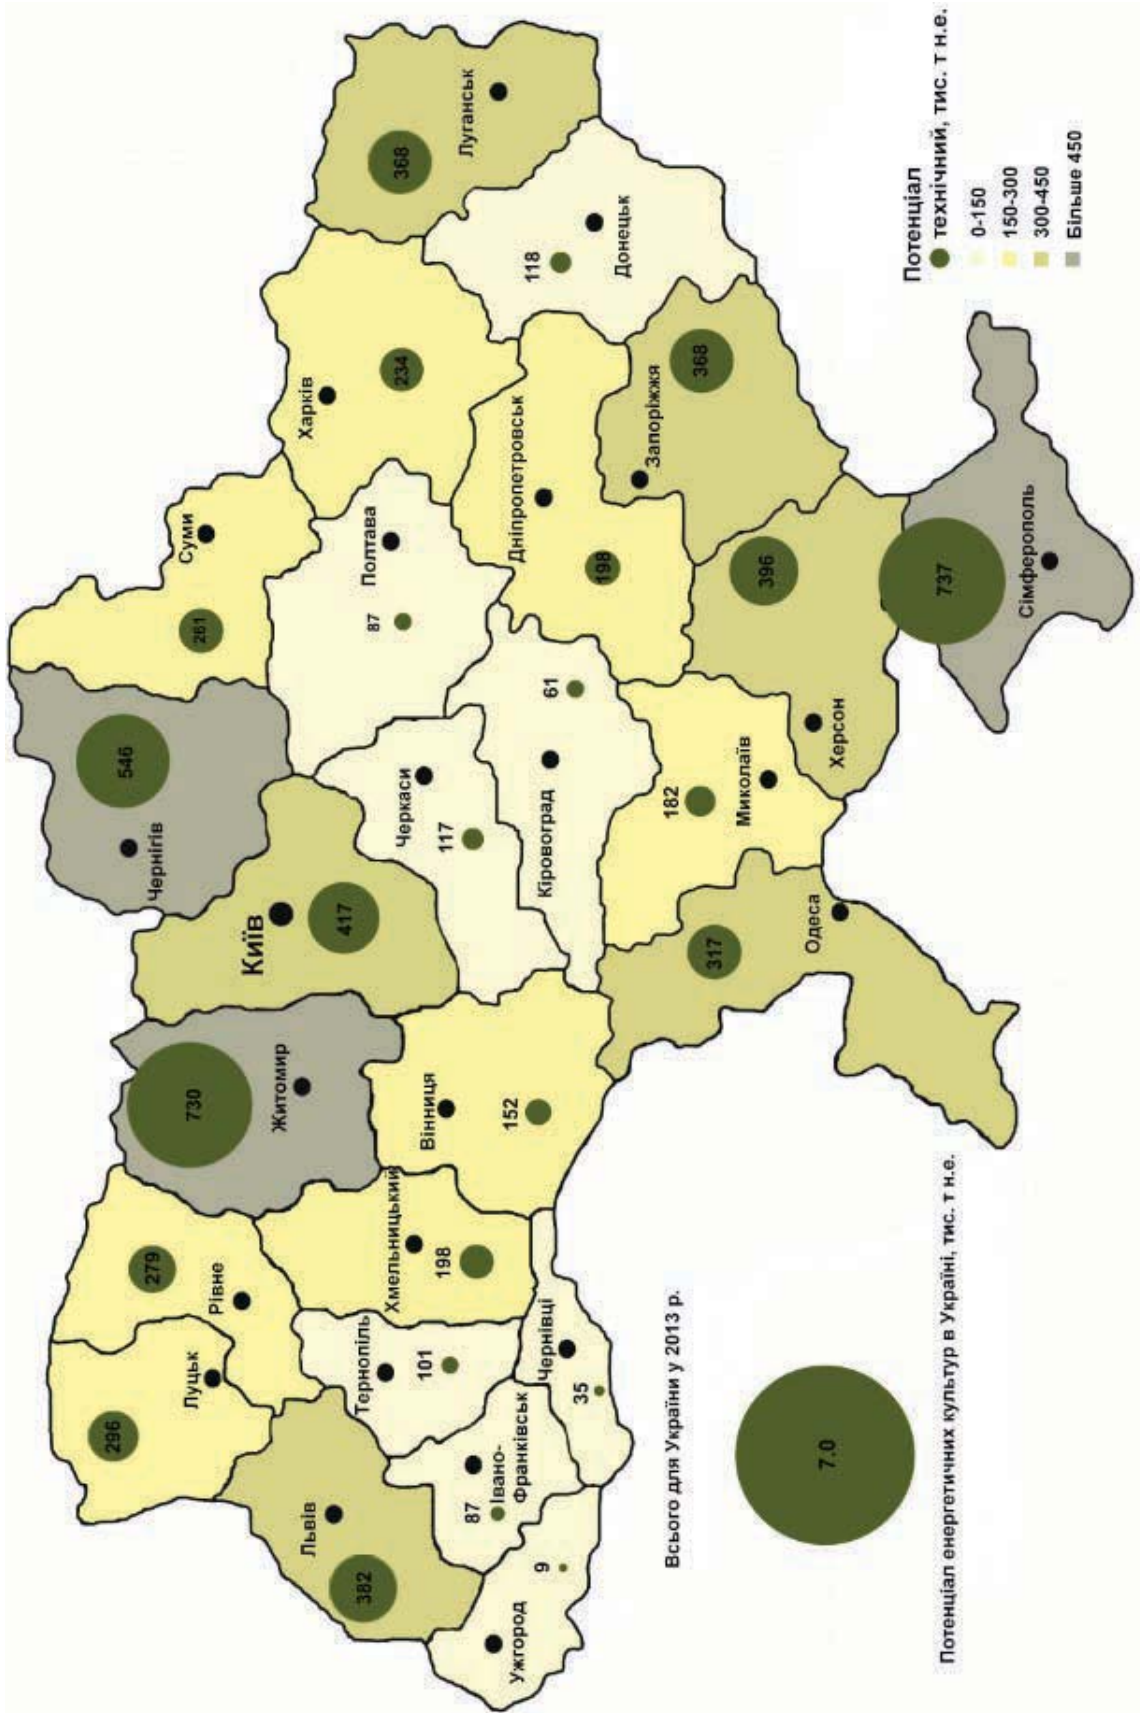 296
Луцьк
279
Рівне
730
Житомир
546
Чернігів
261
Суми
Київ
417
Харків
234
368
Луганськ
Львів
382
Тернопіль
101
Хмельницький
198
Вінниця
152
Черкаси
117
Полтава
87
Ужгород
9
87
Івано-
Франківськ
Чернівці
35
Кіровоград
61
Дніпропетровськ
198
118
Донецьк
Запоріжжя
368
182
Миколаїв
317
Одеса
396
Херсон
737
Сімферополь
Всього для України у 2013 р.
7.0
Потенціал енергетичних культур в Україні, тис. т н.е.
Потенціал
технічний, тис. т н.е.
0-150
150-300
300-450
Більше 450